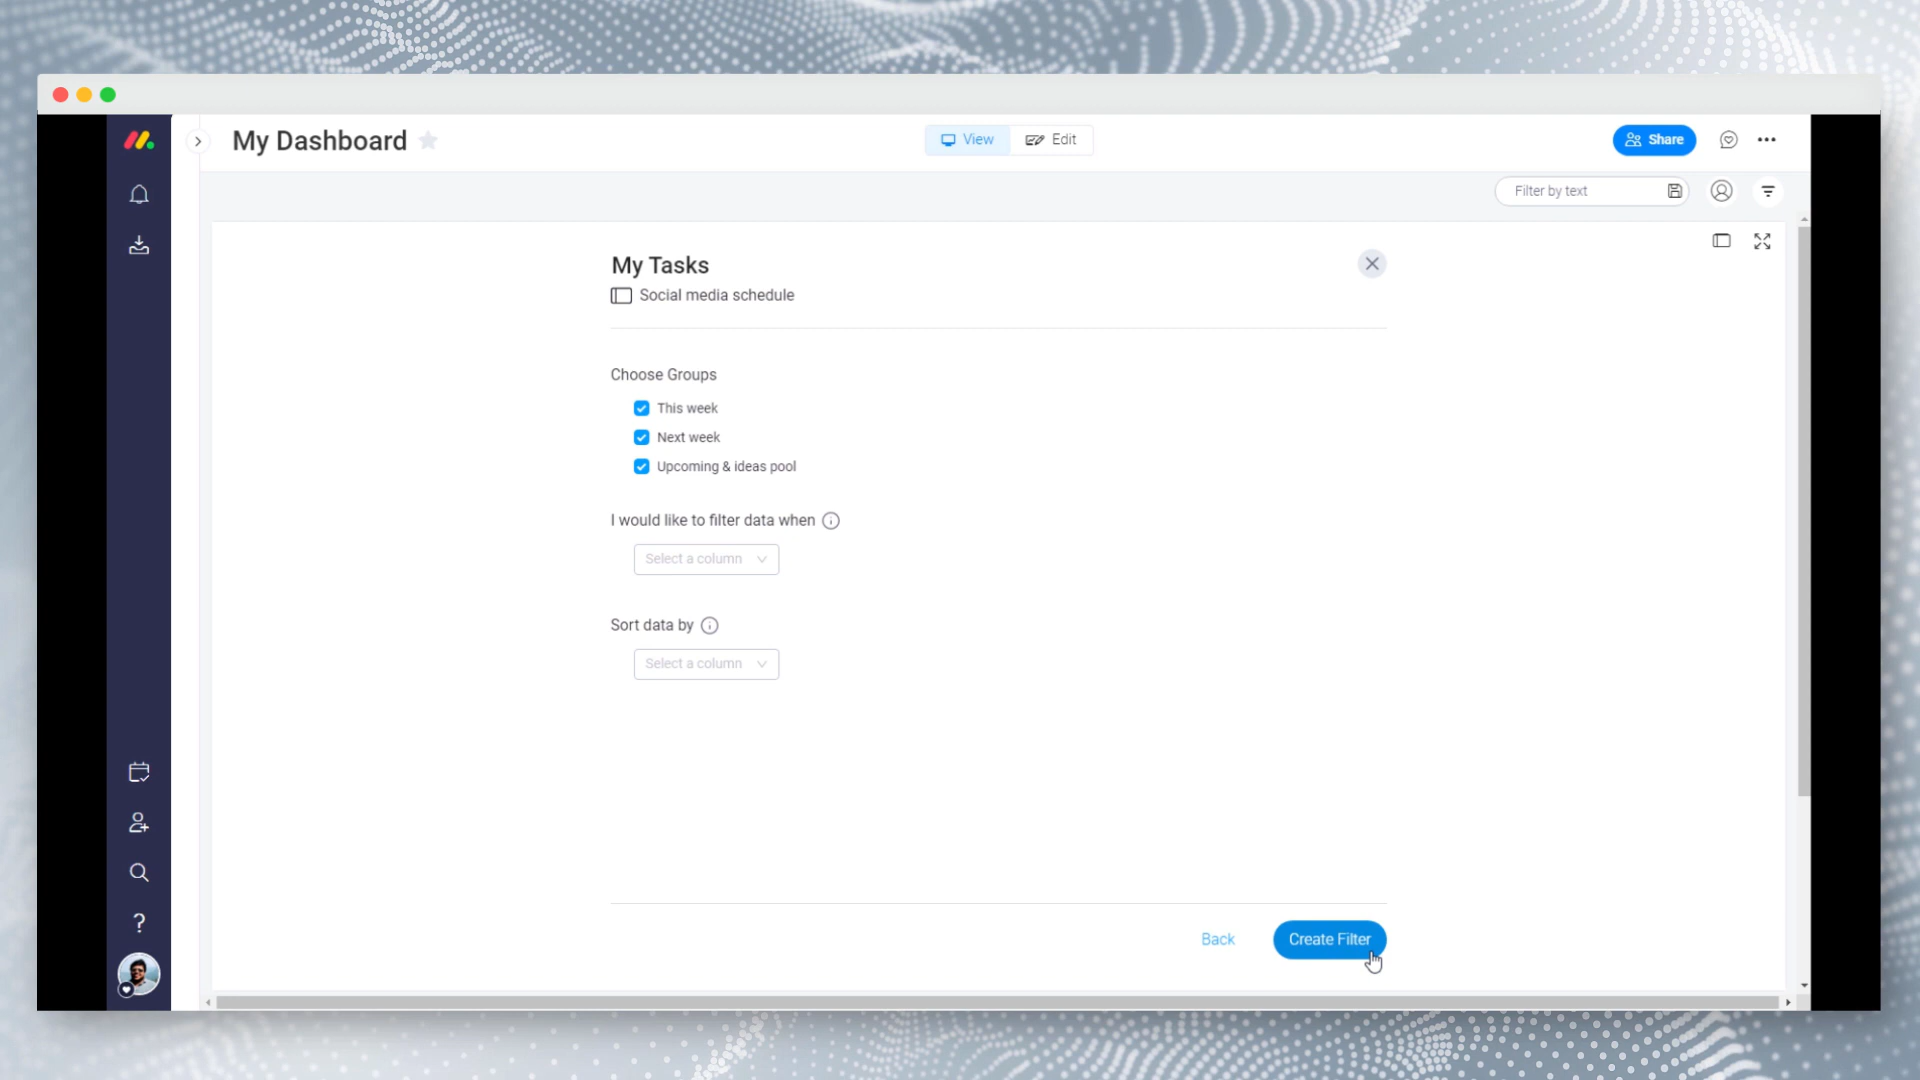 My Dashboard
View
Edit
Share
Filter by text
My Tasks
Social media schedule
Choose Groups
This week
Next week
Upcoming & ideas pool
I would like to filter data when
Select a column
Sort data by
Select a column
Back
Create Filter